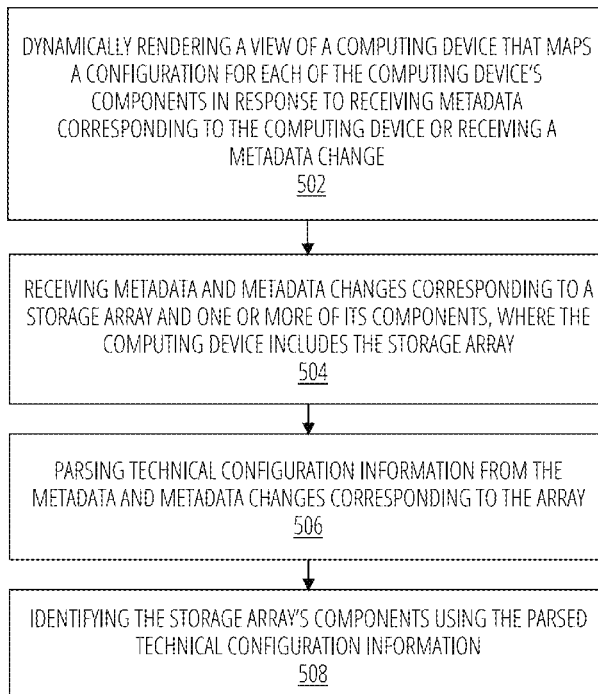 DYNAMICALLY RENDERING A VIEW OF A COMPUTING DEVICE THAT MAPS
A CONFIGURATION FOR EACH OF THE COMPUTING DEVICE'S
COMPONENTS IN RESPONSE TO RECEIVING METADATA
CORRESPONDING TO THE COMPUTING DEVICE OR RECEIVING A
METADATA CHANGE
502
RECEIVING METADATA AND METADATA CHANGES CORRESPONDING TO A
STORAGE ARRAY AND ONE OR MORE OF ITS COMPONENTS, WHERE THE
COMPUTING DEVICE INCLUDES THE STORAGE ARRAY
504
PARSING TECHNICAL CONFIGURATION INFORMATION FROM THE
METADATA AND METADATA CHANGES CORRESPONDING TO THE ARRAY
506
IDENTIFYING THE STORAGE ARRAY'S COMPONENTS USING THE PARSED
TECHNICAL CONFIGURATION INFORMATION
508